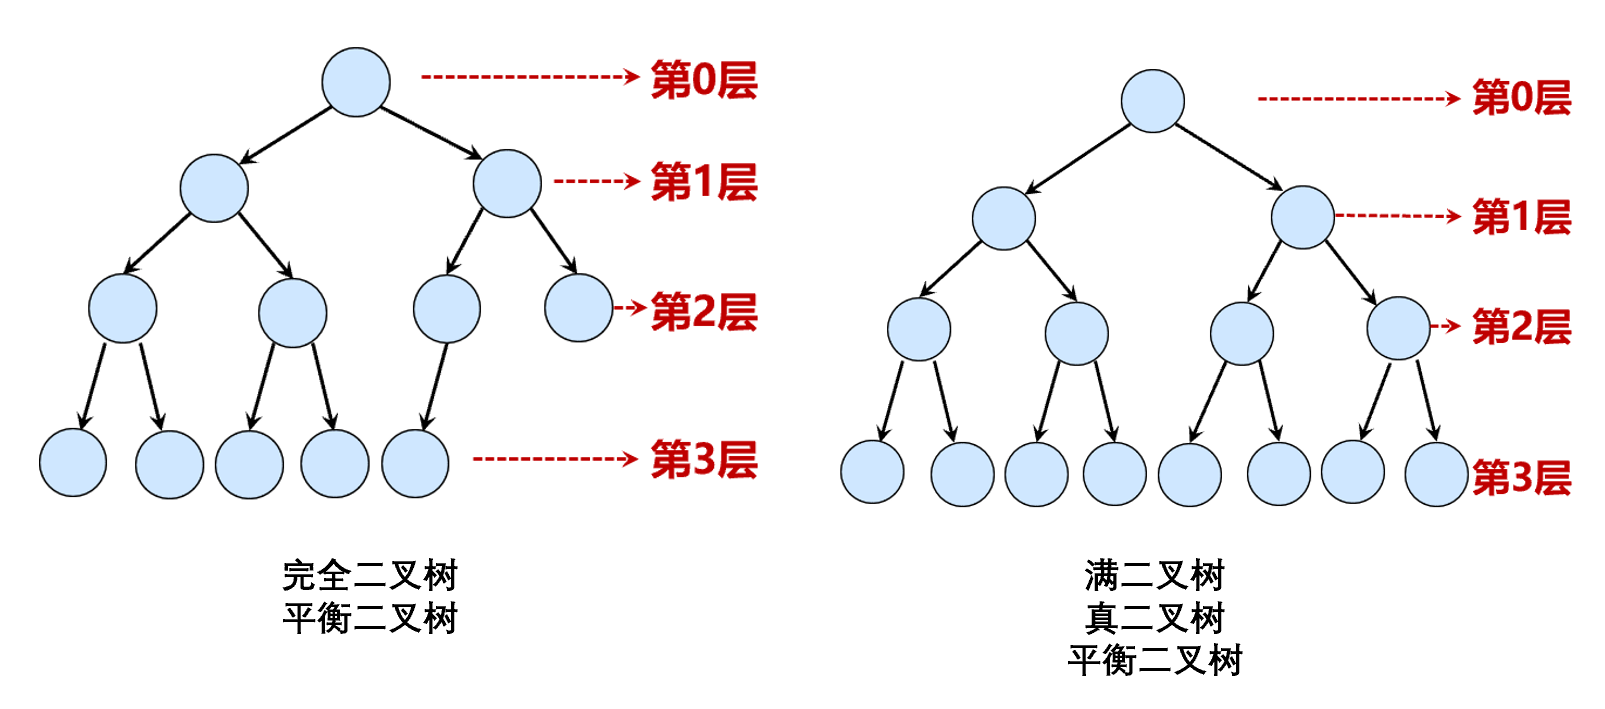 第0层
第1层
第2层
第3层
完全二叉树
平衡二叉树
第0层
第1层
第2层
第3层
满二叉树
真二叉树
平衡二叉树